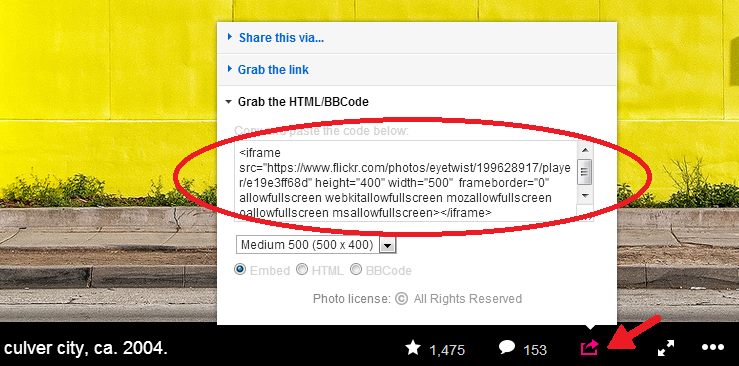 Share this via...
Grab the link
Grab the HTML/BBCode
Copy and paste the code below:
<iframe
src="https://www.flickr.com/photos/eyetwist/199628917/playe
r/e19e3ff68d" height="400" width="500" frameborder="0"
allowfullscreen webkitallowfullscreen mozallowfullscreen
oallowfullscreen msallowfullscreen></iframe>
Medium 500 (500 x 400)
Embed HTML BBCode
Photo license: © All Rights Reserved
culver city, ca. 2004. 1,475 153